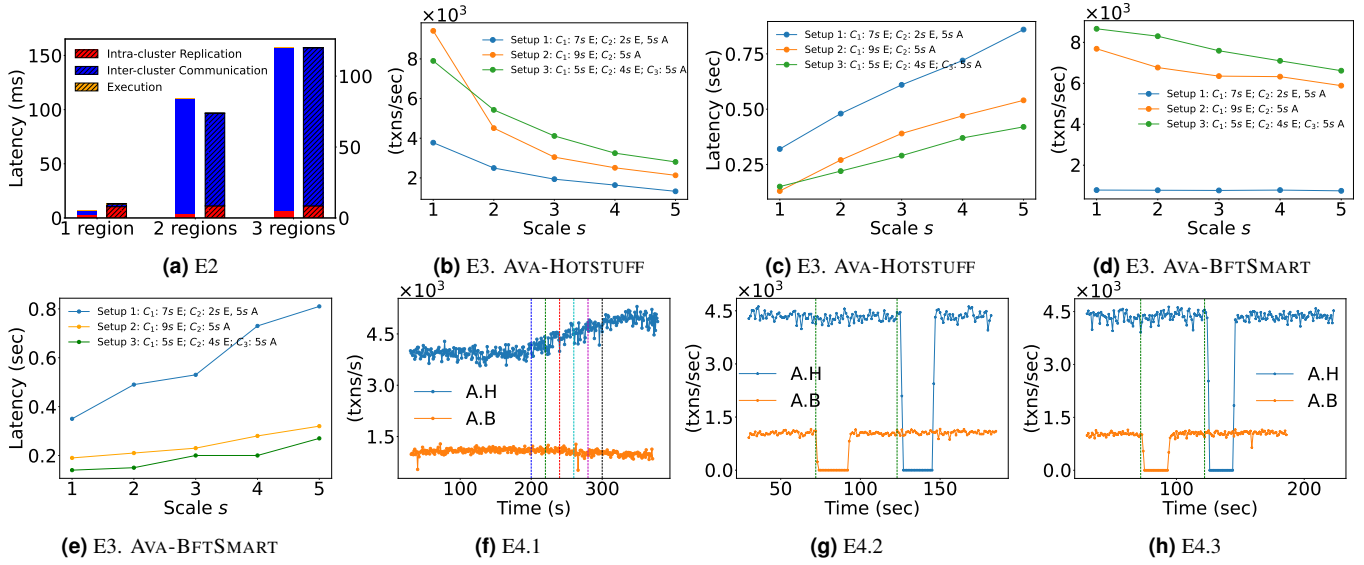 Intra-cluster Replication
Inter-cluster Communication
Execution
Latency (ms)
150
100
50
0
100
50
0
1 region
2 regions
3 regions
(a) E2
×10³
Setup 1: C₁: 7s E; C₂: 2s E, 5s A
Setup 2: C₁: 9s E; C₂: 5s A
Setup 3: C₁: 5s E; C₂: 4s E; C₃: 5s A
(txns/sec)
8
6
4
2
1 2 3 4 5
Scale s
(b) E3. AVA-HOTSTUFF
Setup 1: C₁: 7s E; C₂: 2s E, 5s A
Setup 2: C₁: 9s E; C₂: 5s A
Setup 3: C₁: 5s E; C₂: 4s E; C₃: 5s A
Latency (sec)
0.75
0.50
0.25
1 2 3 4 5
Scale s
(c) E3. AVA-HOTSTUFF
×10³
Setup 1: C₁: 7s E; C₂: 2s E, 5s A
Setup 2: C₁: 9s E; C₂: 5s A
Setup 3: C₁: 5s E; C₂: 4s E; C₃: 5s A
(txns/sec)
8
6
4
2
1 2 3 4 5
Scale s
(d) E3. AVA-BFTSMART
Setup 1: C₁: 7s E; C₂: 2s E, 5s A
Setup 2: C₁: 9s E; C₂: 5s A
Setup 3: C₁: 5s E; C₂: 4s E; C₃: 5s A
Latency (sec)
0.8
0.6
0.4
0.2
1 2 3 4 5
Scale s
(e) E3. AVA-BFTSMART
×10³
(txns/s)
4.5
3.0
1.5
A.H
A.B
100 200 300
Time (s)
(f) E4.1
×10³
(txns/sec)
4.5
3.0
1.5
0.0
A.H
A.B
50 100 150
Time (sec)
(g) E4.2
×10³
(txns/sec)
4.5
3.0
1.5
0.0
A.H
A.B
100 200
Time (sec)
(h) E4.3